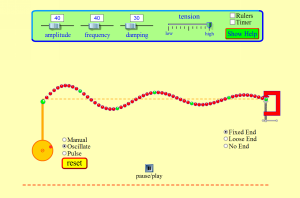 40 40 30 tension Rulers
Timer
amplitude frequency damping low high Show Help
Manual
Oscillate
Pulse
reset
Fixed End
Loose End
No End
pause/play